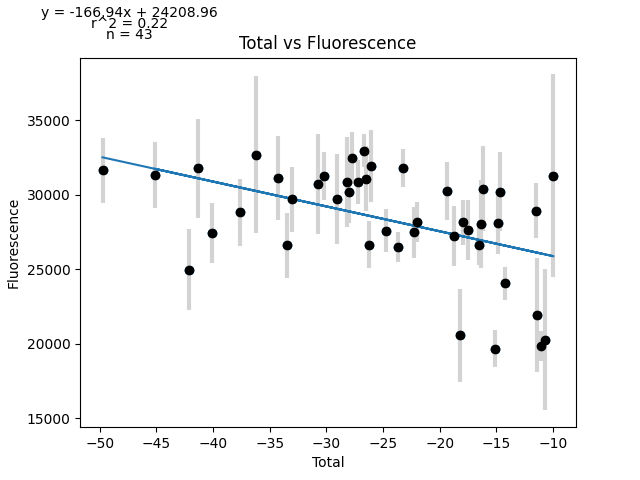 y = -166.94x + 24208.96
r^2 = 0.22
n = 43
Total vs Fluorescence
35000
30000
25000
20000
15000
Fluorescence
−50 −45 −40 −35 −30 −25 −20 −15 −10
Total